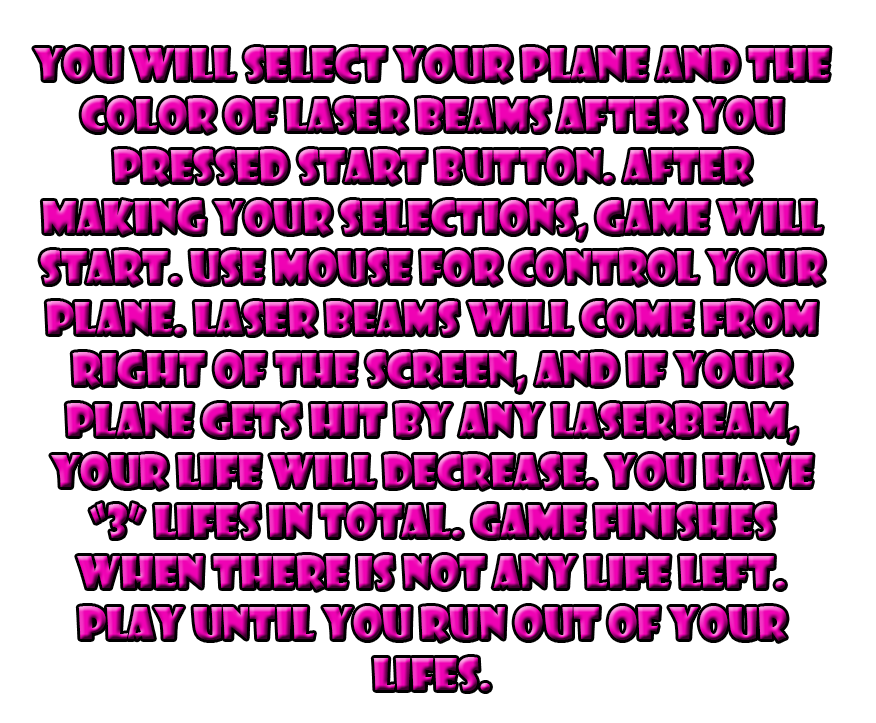 YOU WILL SELECT YOUR PLANE AND THE
COLOR OF LASER BEAMS AFTER YOU
PRESSED START BUTTON. AFTER
MAKING YOUR SELECTIONS, GAME WILL
START. USE MOUSE FOR CONTROL YOUR
PLANE. LASER BEAMS WILL COME FROM
RIGHT OF THE SCREEN, AND IF YOUR
PLANE GETS HIT BY ANY LASERBEAM,
YOUR LIFE WILL DECREASE. YOU HAVE
"3" LIFES IN TOTAL. GAME FINISHES
WHEN THERE IS NOT ANY LIFE LEFT.
PLAY UNTIL YOU RUN OUT OF YOUR
LIFES.